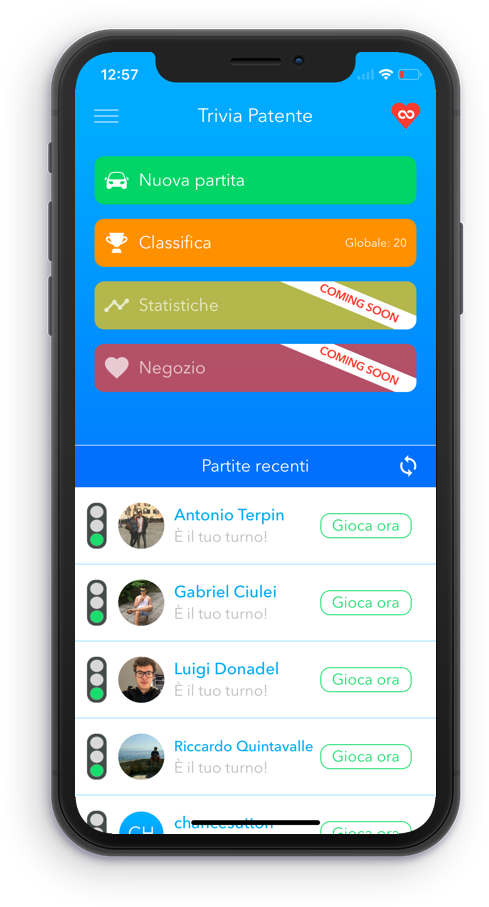 12:57
Trivia Patente
Nuova partita
Classifica
Globale: 20
Statistiche
COMING SOON
Negozio
COMING SOON
Partite recenti
Antonio Terpin
È il tuo turno!
Gioca ora
Gabriel Ciulei
È il tuo turno!
Gioca ora
Luigi Donadel
È il tuo turno!
Gioca ora
Riccardo Quintavalle
È il tuo turno!
Gioca ora
CH
chancesutton
Gioca ora